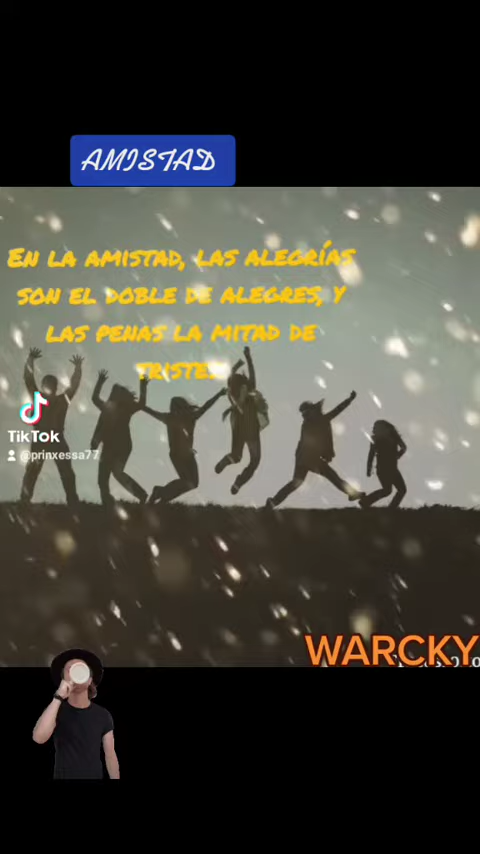 AMISTAD
EN LA AMISTAD, LAS ALEGRÍAS
SON EL DOBLE DE ALEGRES, Y
LAS PENAS LA MITAD DE
TRISTES.
TikTok
@prinxessa77
WARCKY